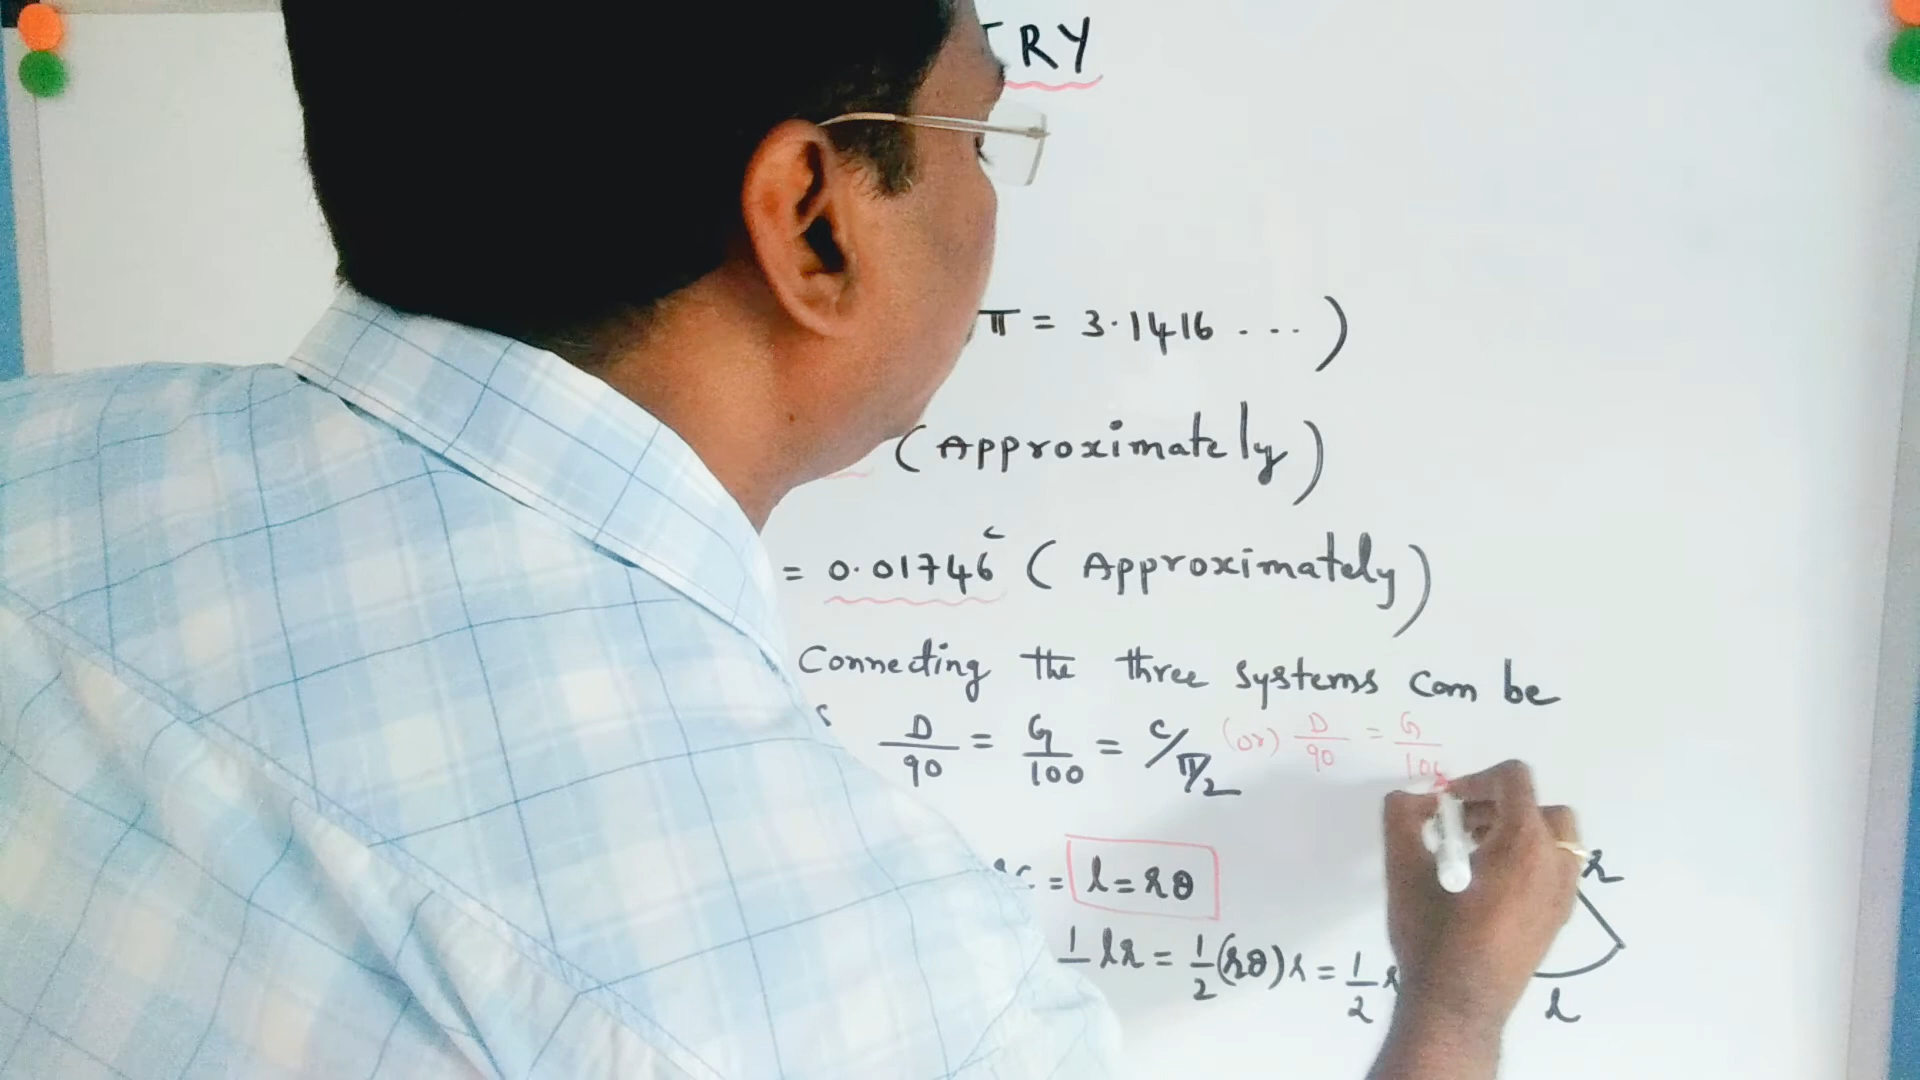 TRY
π = 3.1416 ... )
(Approximately)
= 0.01746ᶜ (Approximately)
Connecting the three systems can be
D/90 = G/100 = C/π/2 (or) D/90 = G/100
= l = rθ
r
1/2 lr = 1/2 (rθ)r = 1/2 r
l